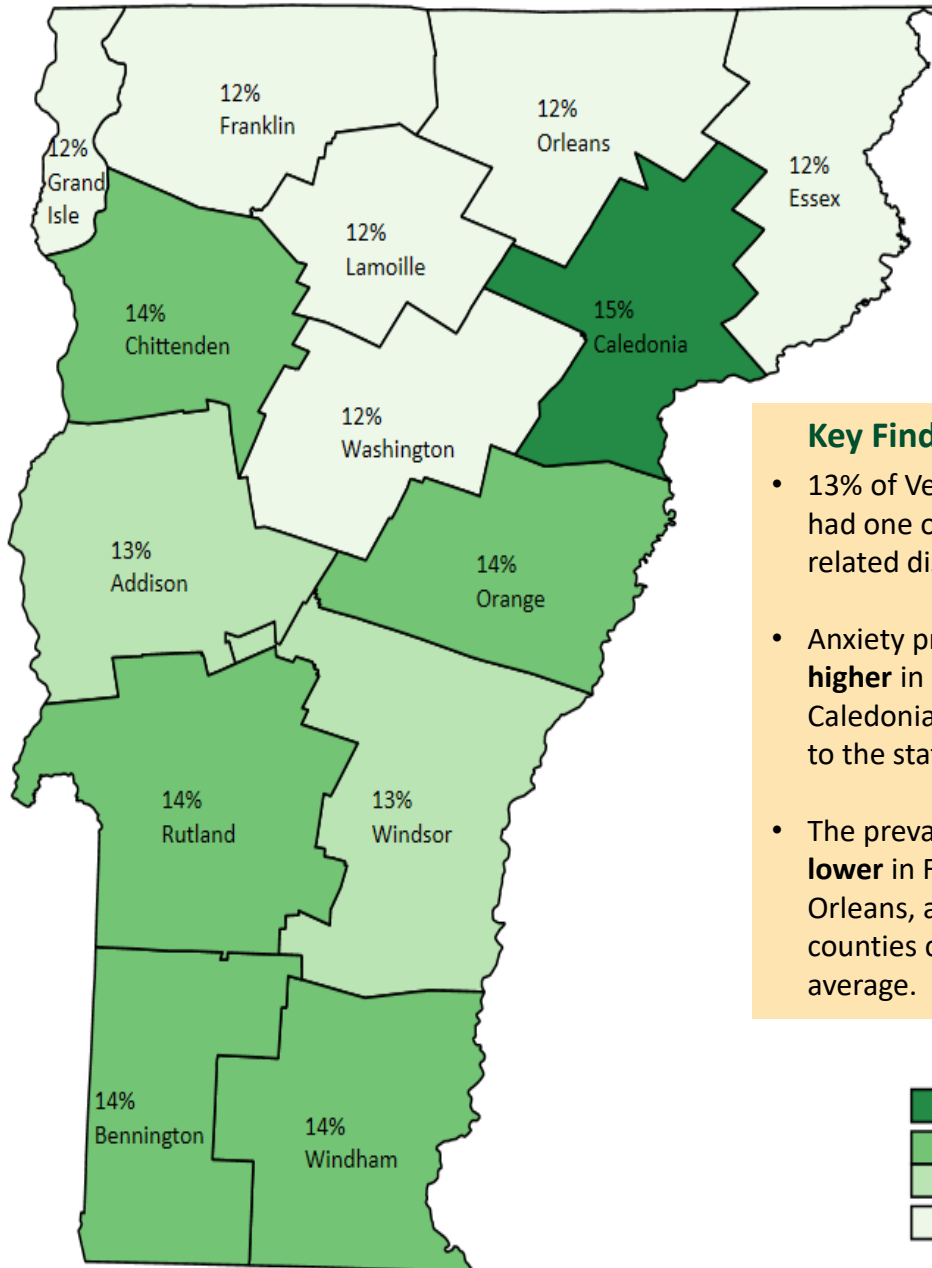 12%
Franklin
12%
Orleans
12%
Grand
Isle
12%
Essex
12%
Lamoille
14%
Chittenden
15%
Caledonia
12%
Washington
13%
Addison
14%
Orange
14%
Rutland
13%
Windsor
14%
Bennington
14%
Windham
Key Find
• 13% of Ve
had one o
related di
• Anxiety pr
higher in
Caledonia
to the sta
• The preva
lower in F
Orleans, a
counties c
average.